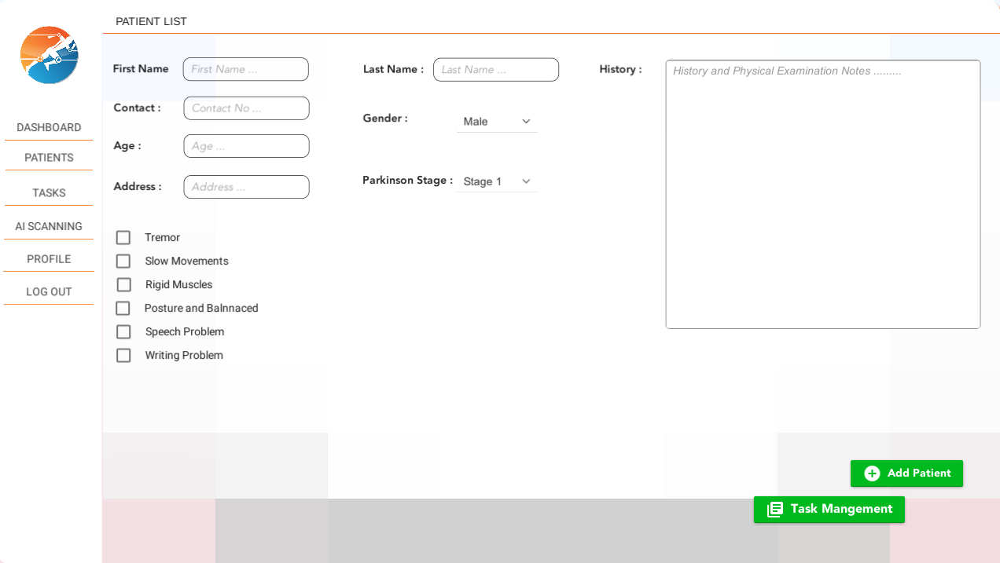 PATIENT LIST
DASHBOARD
PATIENTS
TASKS
AI SCANNING
PROFILE
LOG OUT
First Name First Name ...
Contact : Contact No ...
Age : Age ...
Address : Address ...
Last Name : Last Name ...
Gender : Male
Parkinson Stage : Stage 1
History : History and Physical Examination Notes .........
Tremor
Slow Movements
Rigid Muscles
Posture and Balnnaced
Speech Problem
Writing Problem
Add Patient
Task Mangement